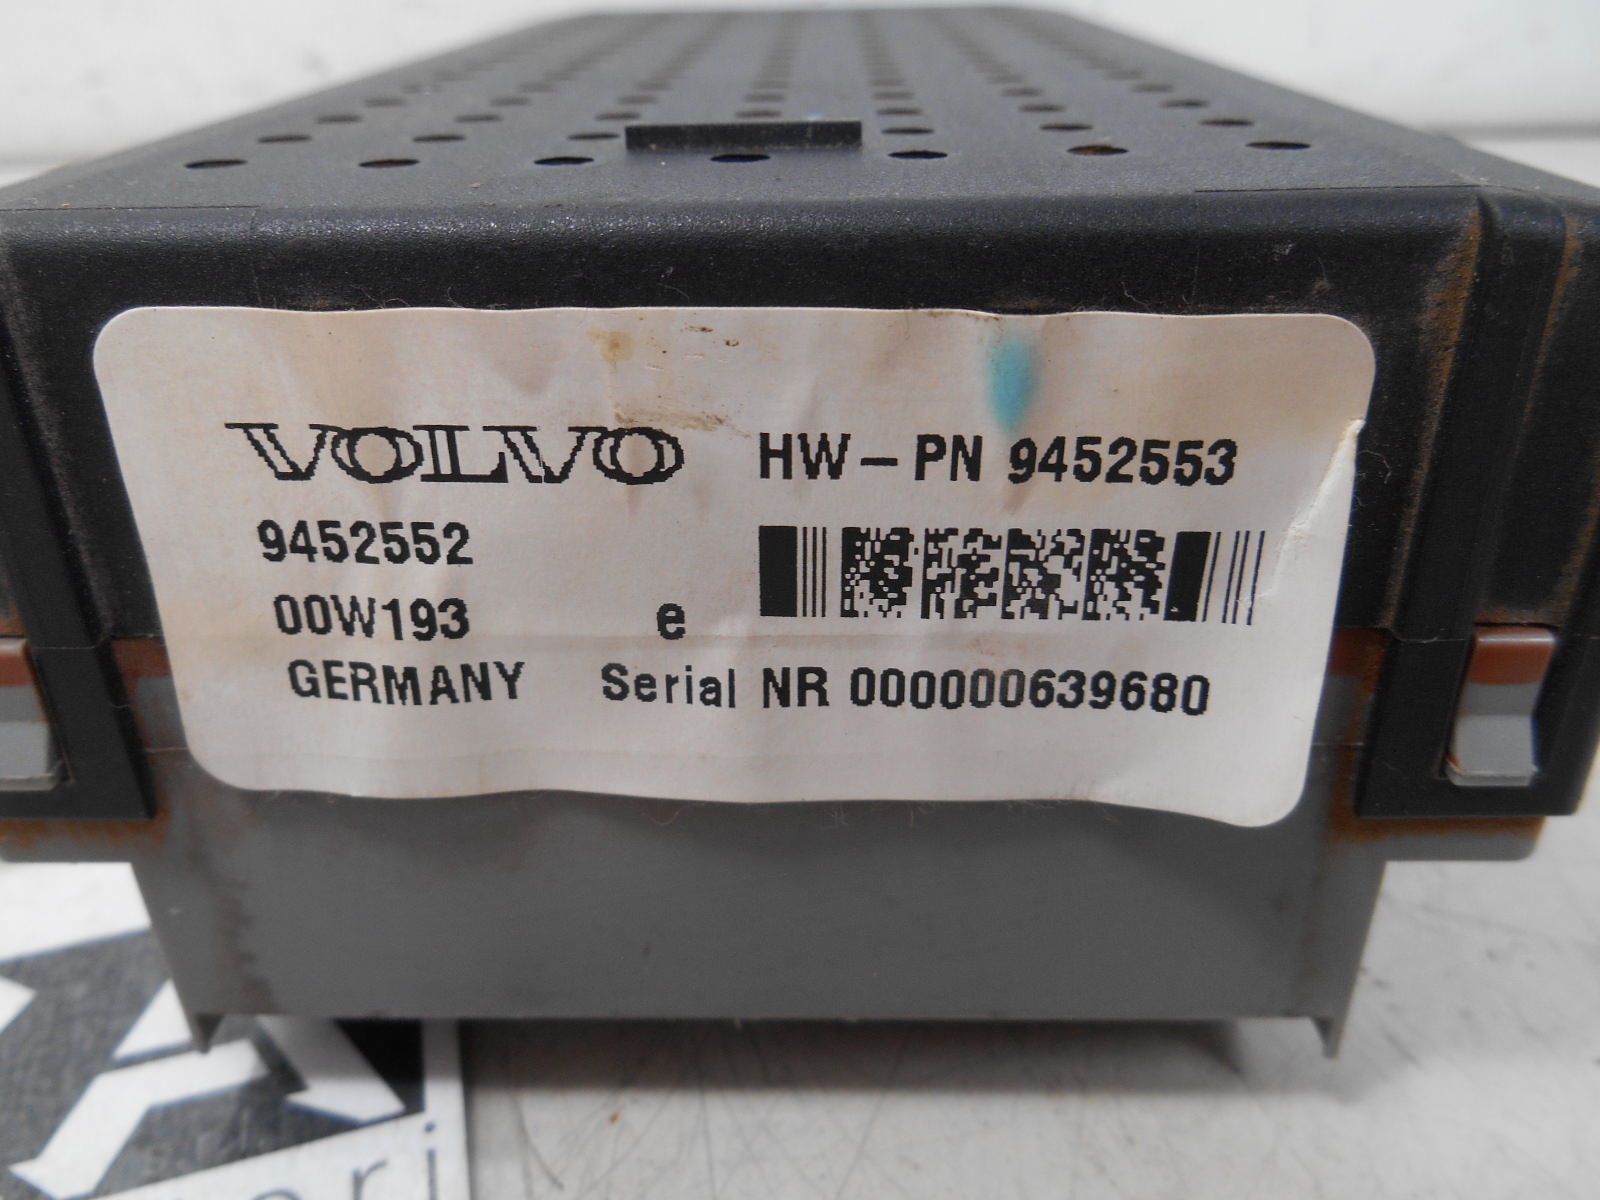 VOLVO HW-PN 9452553
9452552
00W193 e
GERMANY Serial NR 000000639680